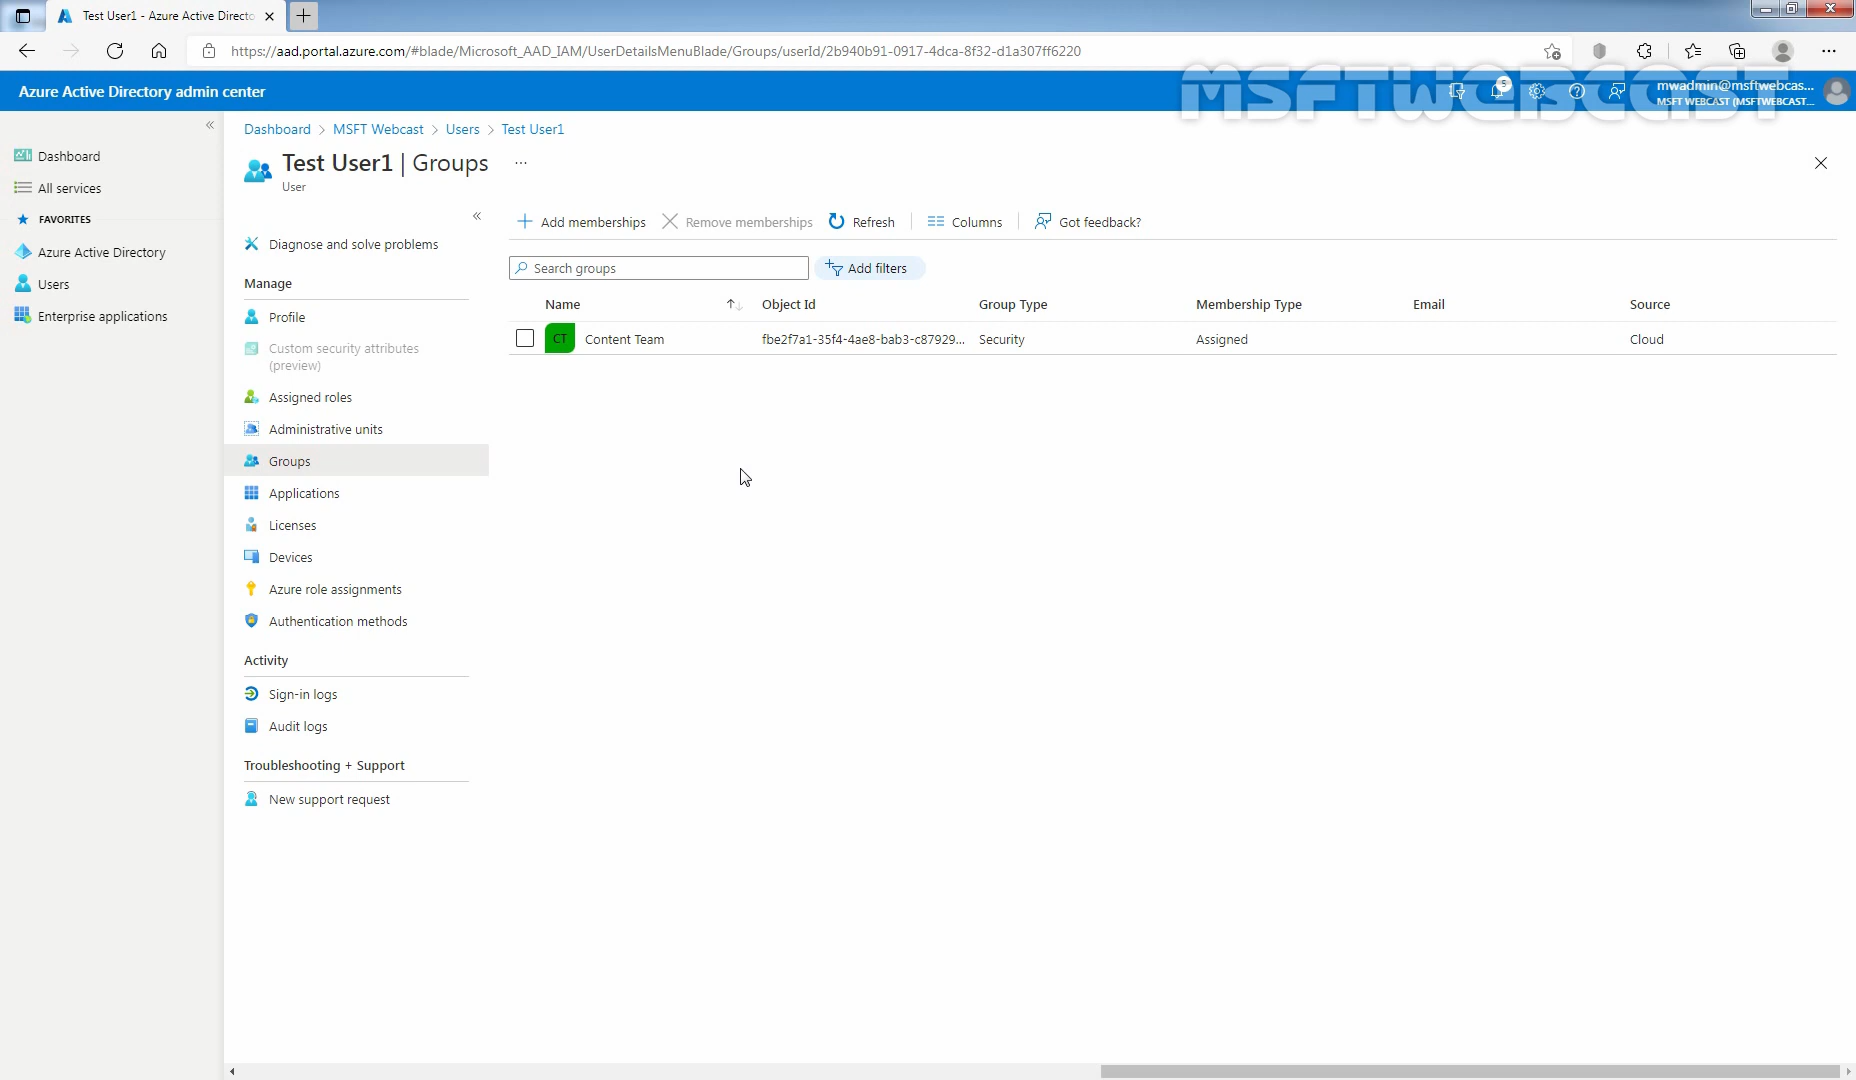 Test User1 - Azure Active Directo
https://aad.portal.azure.com/#blade/Microsoft_AAD_IAM/UserDetailsMenuBlade/Groups/userId/2b940b91-0917-4dca-8f32-d1a307ff6220
MSFTWEBCAST
Azure Active Directory admin center
5
mwadmin@msftwebcas...
MSFT WEBCAST (MSFTWEBCAST....
Dashboard > MSFT Webcast > Users > Test User1
Test User1 | Groups ...
User
Dashboard
All services
FAVORITES
Azure Active Directory
Users
Enterprise applications
Diagnose and solve problems
Manage
Profile
Custom security attributes
(preview)
Assigned roles
Administrative units
Groups
Applications
Licenses
Devices
Azure role assignments
Authentication methods
Activity
Sign-in logs
Audit logs
Troubleshooting + Support
New support request
Add memberships Remove memberships Refresh Columns Got feedback?
Search groups Add filters
Name Object Id Group Type Membership Type Email Source
CT Content Team fbe2f7a1-35f4-4ae8-bab3-c87929... Security Assigned Cloud